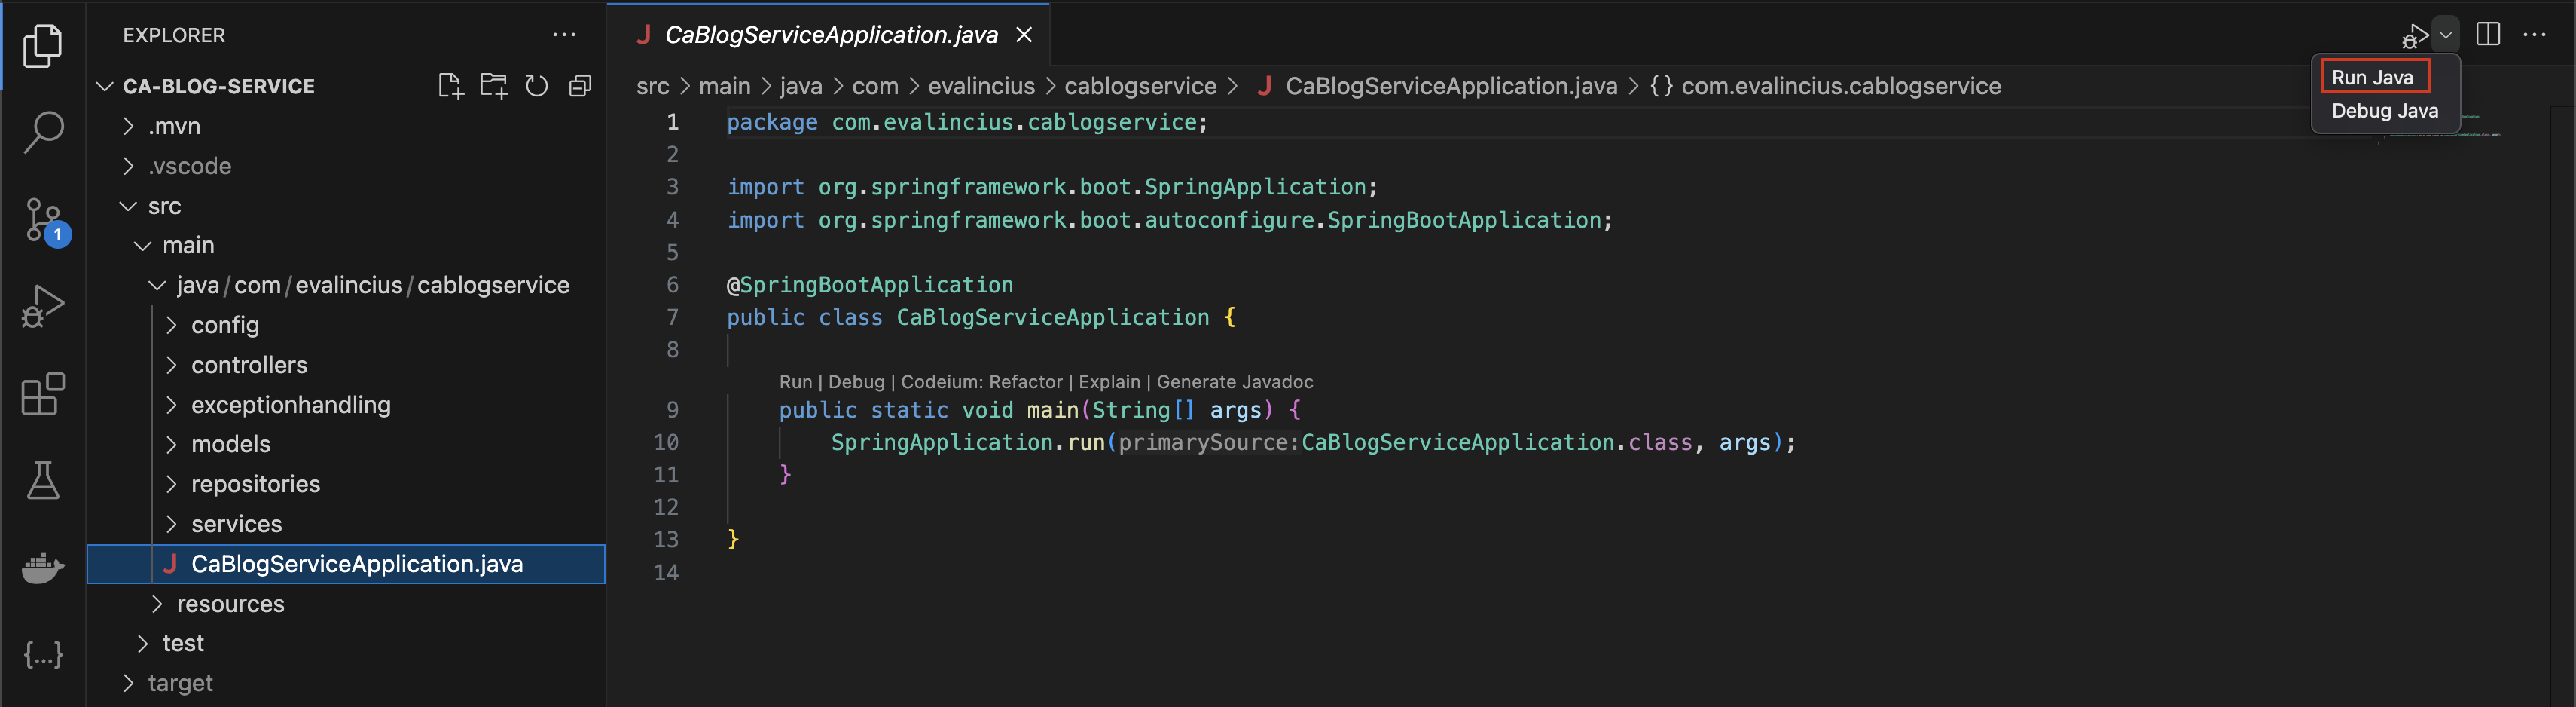 EXPLORER
...
CA-BLOG-SERVICE
.mvn
.vscode
src
main
java/com/evalincius/cablogservice
config
controllers
exceptionhandling
models
repositories
services
J CaBlogServiceApplication.java
resources
test
target
1
{...}
J CaBlogServiceApplication.java
src > main > java > com > evalincius > cablogservice > J CaBlogServiceApplication.java > {} com.evalincius.cablogservice
Run Java
Debug Java
1 package com.evalincius.cablogservice;
2
3 import org.springframework.boot.SpringApplication;
4 import org.springframework.boot.autoconfigure.SpringBootApplication;
5
6 @SpringBootApplication
7 public class CaBlogServiceApplication {
8
Run | Debug | Codeium: Refactor | Explain | Generate Javadoc
9 public static void main(String[] args) {
10 SpringApplication.run(primarySource:CaBlogServiceApplication.class, args);
11 }
12
13 }
14